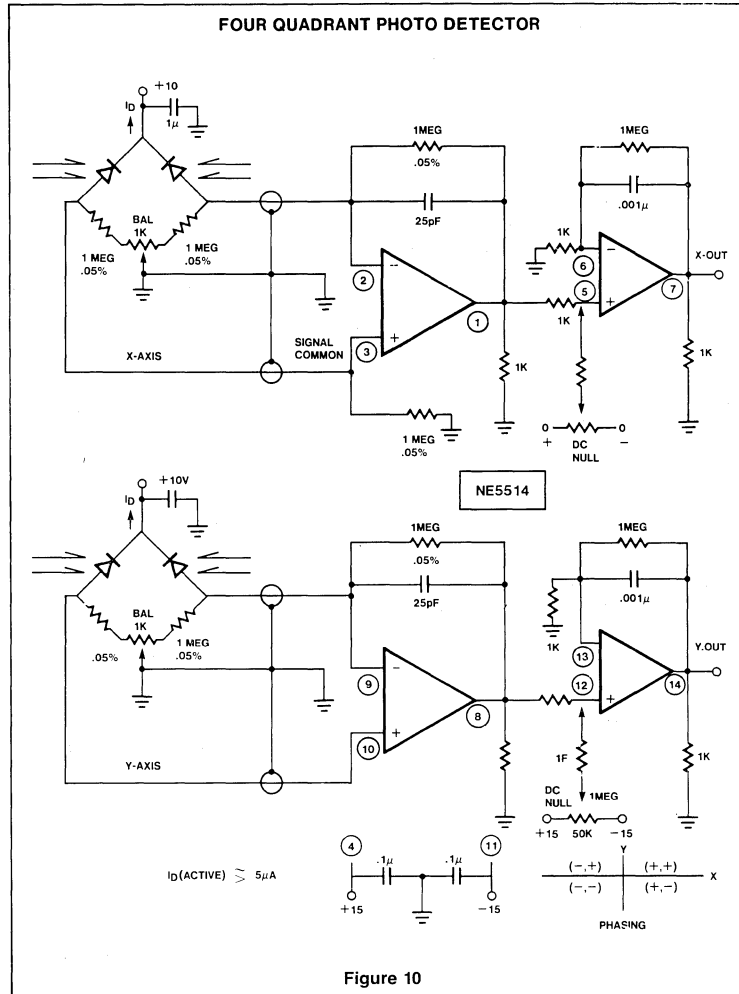 FOUR QUADRANT PHOTO DETECTOR
+10
ID
1μ
1MEG
.05%
25pF
1MEG
.001μ
BAL
1K
1 MEG
.05%
1 MEG
.05%
1K
6
5
7
X-OUT
2
3
1
SIGNAL
COMMON
X-AXIS
1K
1K
1K
1 MEG
.05%
0
+
0
−
DC
NULL
NE5514
+10V
ID
1MEG
.05%
25pF
1MEG
.001μ
BAL
1K
.05%
1 MEG
.05%
1K
13
12
14
Y.OUT
9
10
8
Y-AXIS
1F
1K
DC
NULL
1MEG
+15
50K
−15
4
.1μ
.1μ
11
+15
−15
ID(ACTIVE) ≧ 5μA
Y
(−,+)
(+,+)
X
(−,−)
(+,−)
PHASING
Figure 10